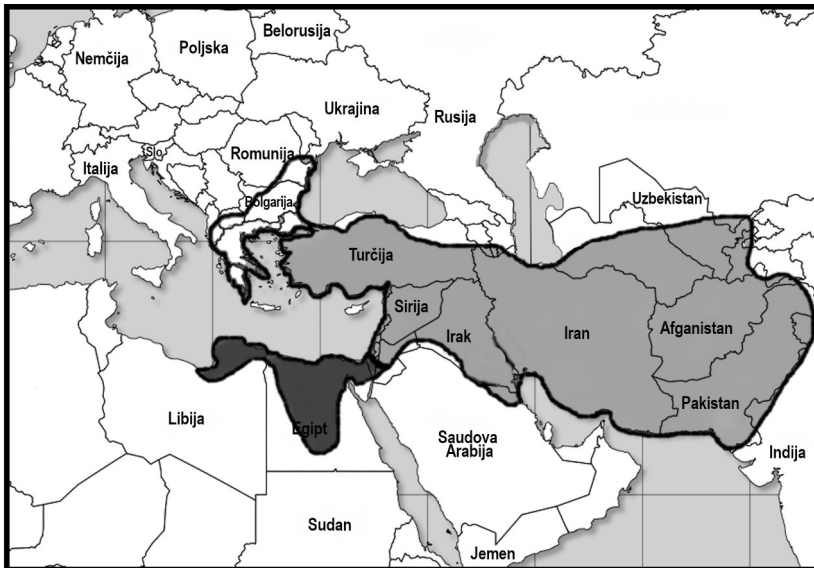 Belorusija
Poljska
Nemčija
Ukrajina
Rusija
Slo
Romunija
Italija
Uzbekistan
Bolgarija
Turčija
Sirija
Irak
Iran
Afganistan
Pakistan
Libija
Egipt
Saudova
Arabija
Indija
Sudan
Jemen